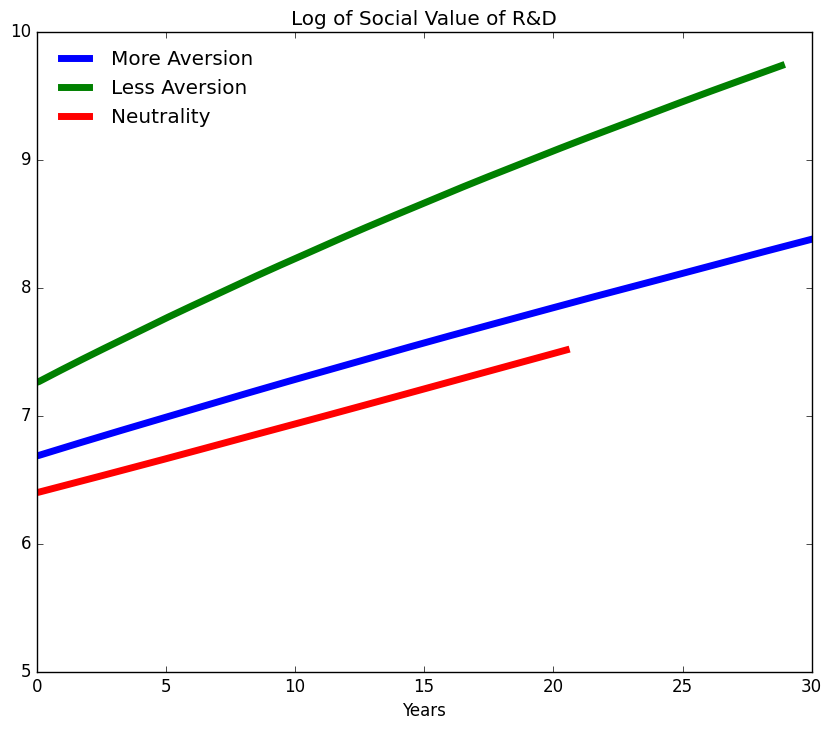 Log of Social Value of R&D
10
More Aversion
Less Aversion
Neutrality
9
8
7
6
5
0 5 10 15 20 25 30
Years